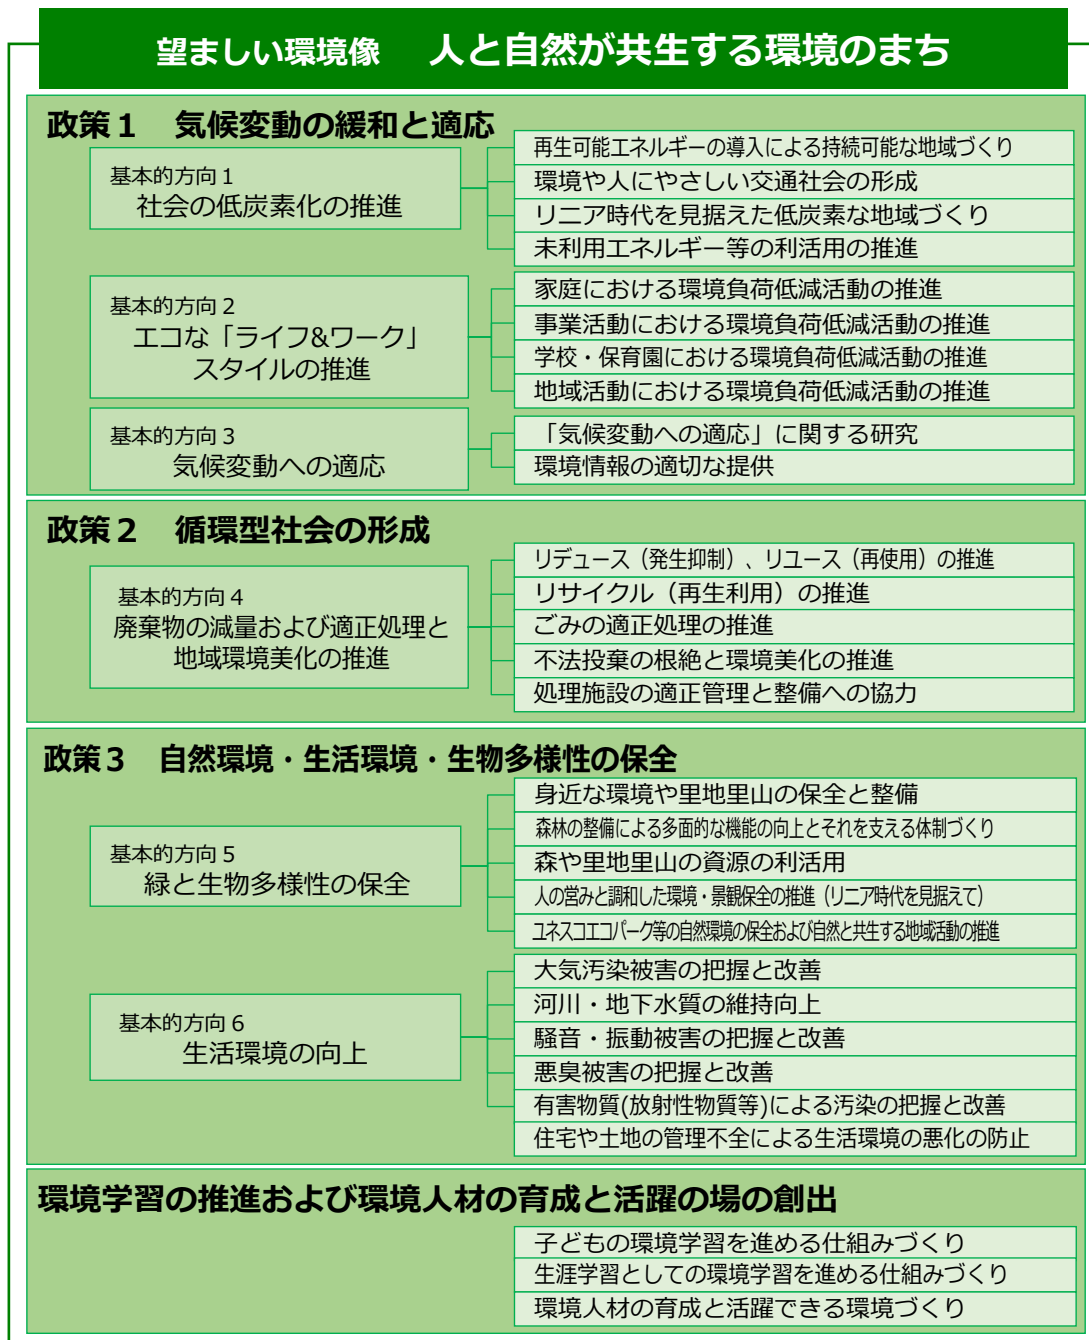 望ましい環境像　人と自然が共生する環境のまち
政策１　気候変動の緩和と適応
基本的方向１
社会の低炭素化の推進
再生可能エネルギーの導入による持続可能な地域づくり
環境や人にやさしい交通社会の形成
リニア時代を見据えた低炭素な地域づくり
未利用エネルギー等の利活用の推進
基本的方向２
エコな「ライフ&ワーク」
スタイルの推進
家庭における環境負荷低減活動の推進
事業活動における環境負荷低減活動の推進
学校・保育園における環境負荷低減活動の推進
地域活動における環境負荷低減活動の推進
基本的方向３
気候変動への適応
「気候変動への適応」に関する研究
環境情報の適切な提供
政策２　循環型社会の形成
基本的方向４
廃棄物の減量および適正処理と
地域環境美化の推進
リデュース（発生抑制）、リユース（再使用）の推進
リサイクル（再生利用）の推進
ごみの適正処理の推進
不法投棄の根絶と環境美化の推進
処理施設の適正管理と整備への協力
政策３　自然環境・生活環境・生物多様性の保全
基本的方向５
緑と生物多様性の保全
身近な環境や里地里山の保全と整備
森林の整備による多面的な機能の向上とそれを支える体制づくり
森や里地里山の資源の利活用
人の営みと調和した環境・景観保全の推進（リニア時代を見据えて）
ユネスコエコパーク等の自然環境の保全および自然と共生する地域活動の推進
基本的方向６
生活環境の向上
大気汚染被害の把握と改善
河川・地下水質の維持向上
騒音・振動被害の把握と改善
悪臭被害の把握と改善
有害物質(放射性物質等)による汚染の把握と改善
住宅や土地の管理不全による生活環境の悪化の防止
環境学習の推進および環境人材の育成と活躍の場の創出
子どもの環境学習を進める仕組みづくり
生涯学習としての環境学習を進める仕組みづくり
環境人材の育成と活躍できる環境づくり